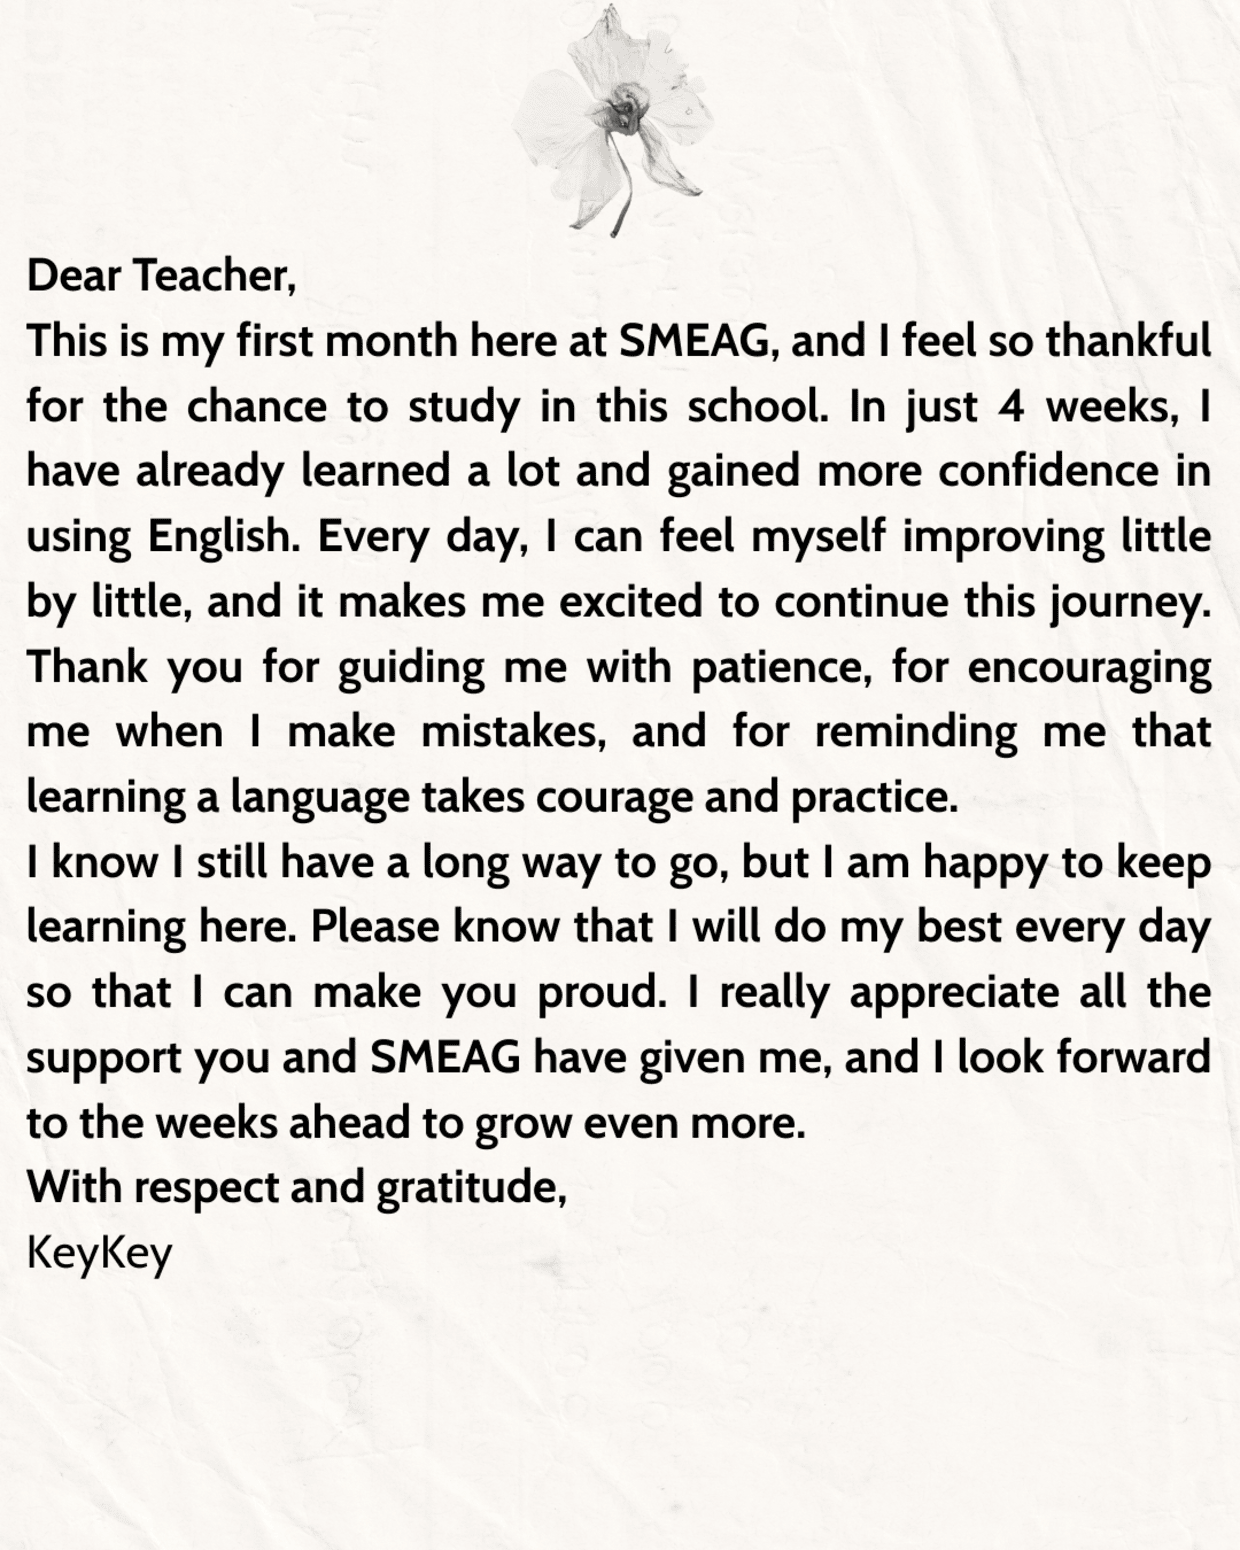 Dear Teacher,
This is my first month here at SMEAG, and I feel so thankful
for the chance to study in this school. In just 4 weeks, I
have already learned a lot and gained more confidence in
using English. Every day, I can feel myself improving little
by little, and it makes me excited to continue this journey.
Thank you for guiding me with patience, for encouraging
me when I make mistakes, and for reminding me that
learning a language takes courage and practice.
I know I still have a long way to go, but I am happy to keep
learning here. Please know that I will do my best every day
so that I can make you proud. I really appreciate all the
support you and SMEAG have given me, and I look forward
to the weeks ahead to grow even more.
With respect and gratitude,
KeyKey